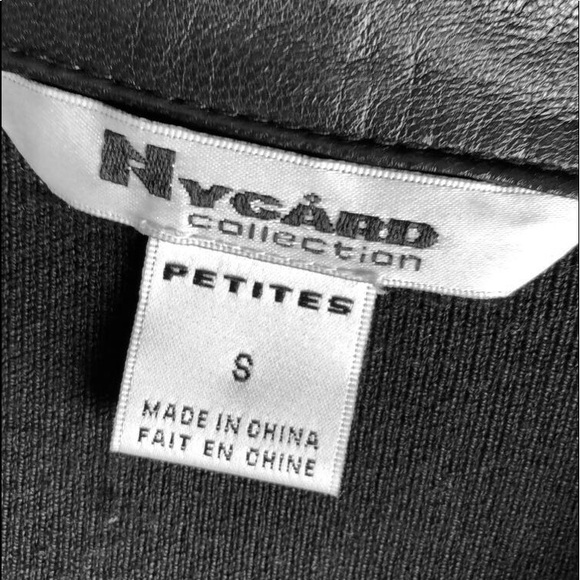 NYGÅRD
collection
PETITES
S
MADE IN CHINA
FAIT EN CHINE